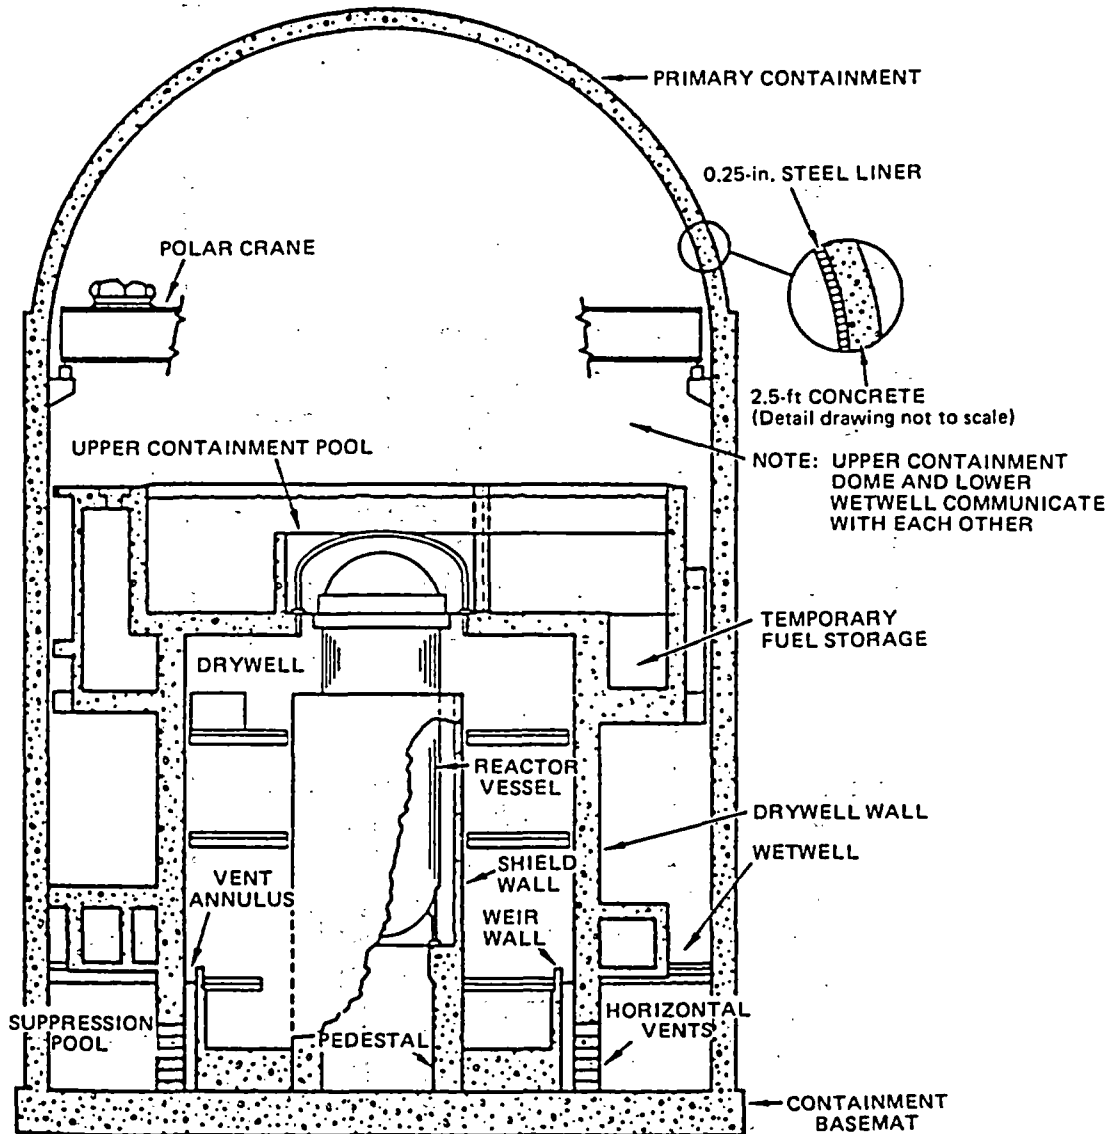 PRIMARY CONTAINMENT
0.25-in. STEEL LINER
POLAR CRANE
2.5-ft CONCRETE
(Detail drawing not to scale)
UPPER CONTAINMENT POOL
NOTE: UPPER CONTAINMENT
DOME AND LOWER
WETWELL COMMUNICATE
WITH EACH OTHER
TEMPORARY
FUEL STORAGE
DRYWELL
REACTOR
VESSEL
DRYWELL WALL
WETWELL
SHIELD
WALL
VENT
ANNULUS
WEIR
WALL
SUPPRESSION
POOL
PEDESTAL
HORIZONTAL
VENTS
CONTAINMENT
BASEMAT